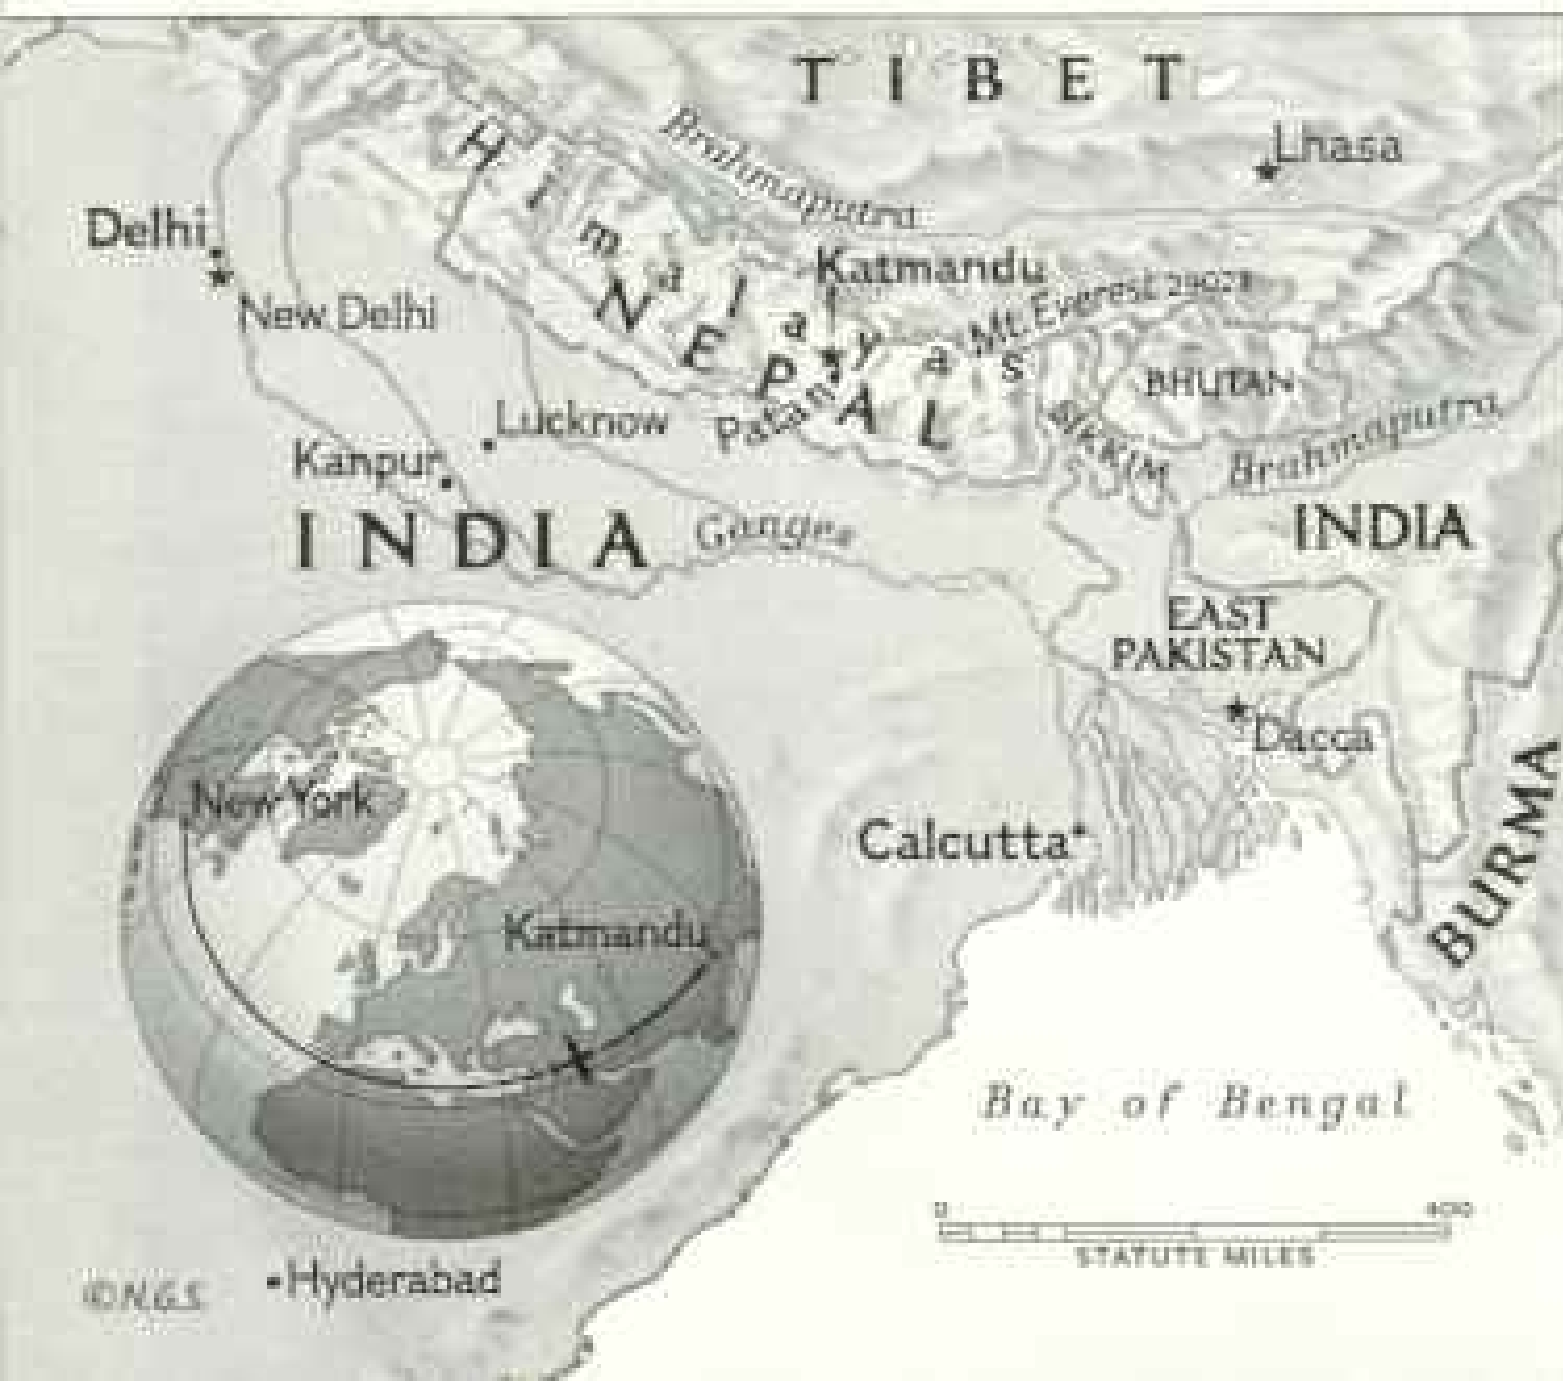 TIBET
Brahmaputra
Lhasa
Himalayas
Delhi
Katmandu
Mt. Everest 29028
New Delhi
NEPAL
BHUTAN
Patan
Lucknow
SIKKIM
Brahmaputra
Kanpur
INDIA
Ganges
INDIA
EAST
PAKISTAN
Dacca
New York
BURMA
Calcutta
Katmandu
Bay of Bengal
0 400
STATUTE MILES
Hyderabad
©N.G.S.